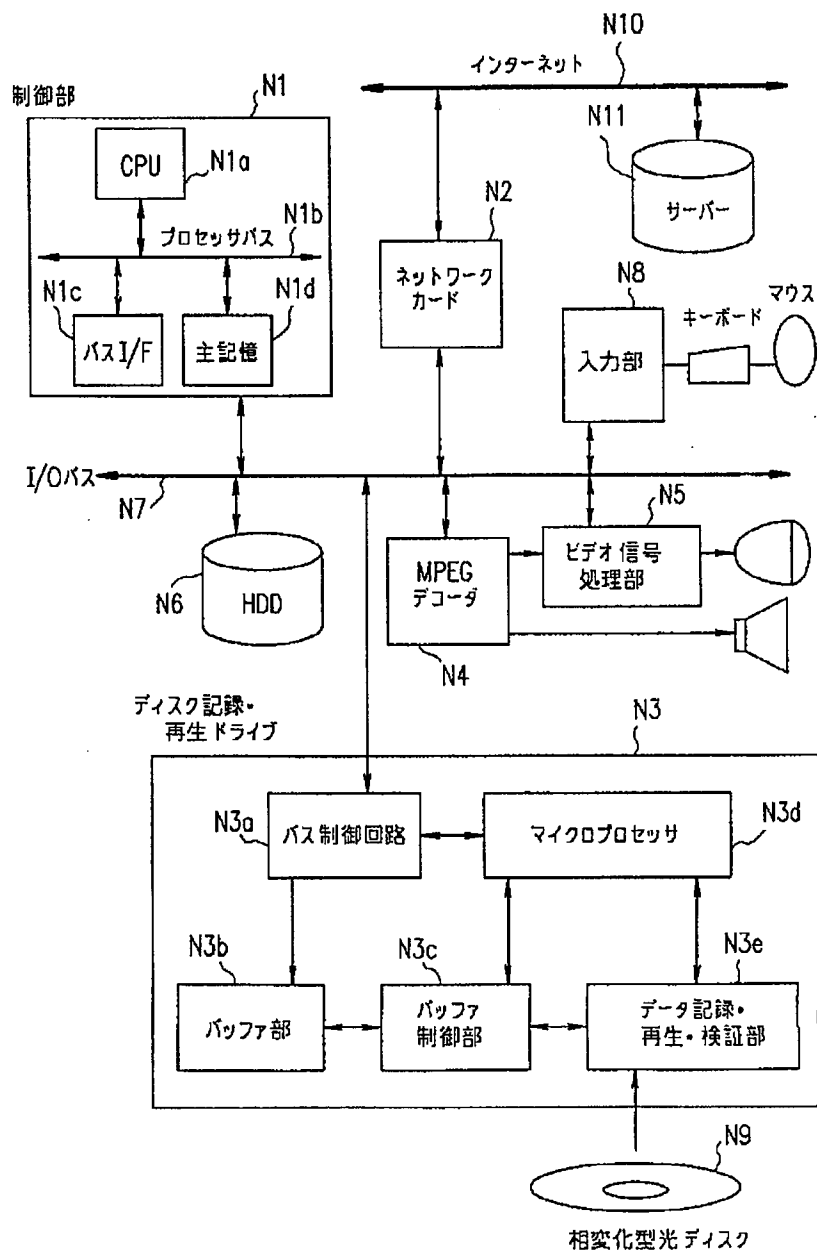 N10
インターネット
制御部
N1
N11
CPU
N1a
サーバー
N2
プロセッサバス
N1b
ネットワーク
カード
N8
マウス
キーボード
N1c
N1d
バスI/F
主記憶
入力部
I/Oバス
N7
N5
ビデオ信号
処理部
MPEG
デコーダ
N6
HDD
N4
ディスク記録・
再生ドライブ
N3
N3a
バス制御回路
マイクロプロセッサ
N3d
N3b
N3c
N3e
バッファ部
バッファ
制御部
データ記録・
再生・検証部
N9
相変化型光ディスク